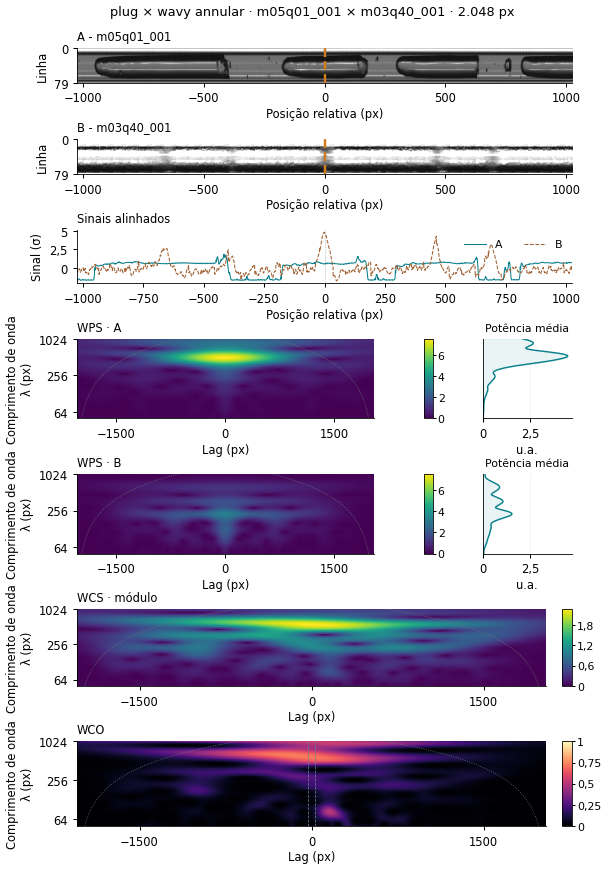 plug × wavy annular · m05q01_001 × m03q40_001 · 2.048 px
A - m05q01_001
0
79
Linha
−1000 −500 0 500 1000
Posição relativa (px)
B - m03q40_001
0
79
Linha
−1000 −500 0 500 1000
Posição relativa (px)
Sinais alinhados
5
2,5
0
Sinal (σ)
A B
−1000 −750 −500 −250 0 250 500 750 1000
Posição relativa (px)
WPS · A
1024
256
64
Comprimento de onda
λ (px)
−1500 0 1500
Lag (px)
6
4
2
0
Potência média
0 2,5
u.a.
WPS · B
1024
256
64
Comprimento de onda
λ (px)
−1500 0 1500
Lag (px)
6
4
2
0
Potência média
0 2,5
u.a.
WCS · módulo
1024
256
64
Comprimento de onda
λ (px)
−1500 0 1500
Lag (px)
1,8
1,2
0,6
0
WCO
1024
256
64
Comprimento de onda
λ (px)
−1500 0 1500
Lag (px)
1
0,75
0,5
0,25
0